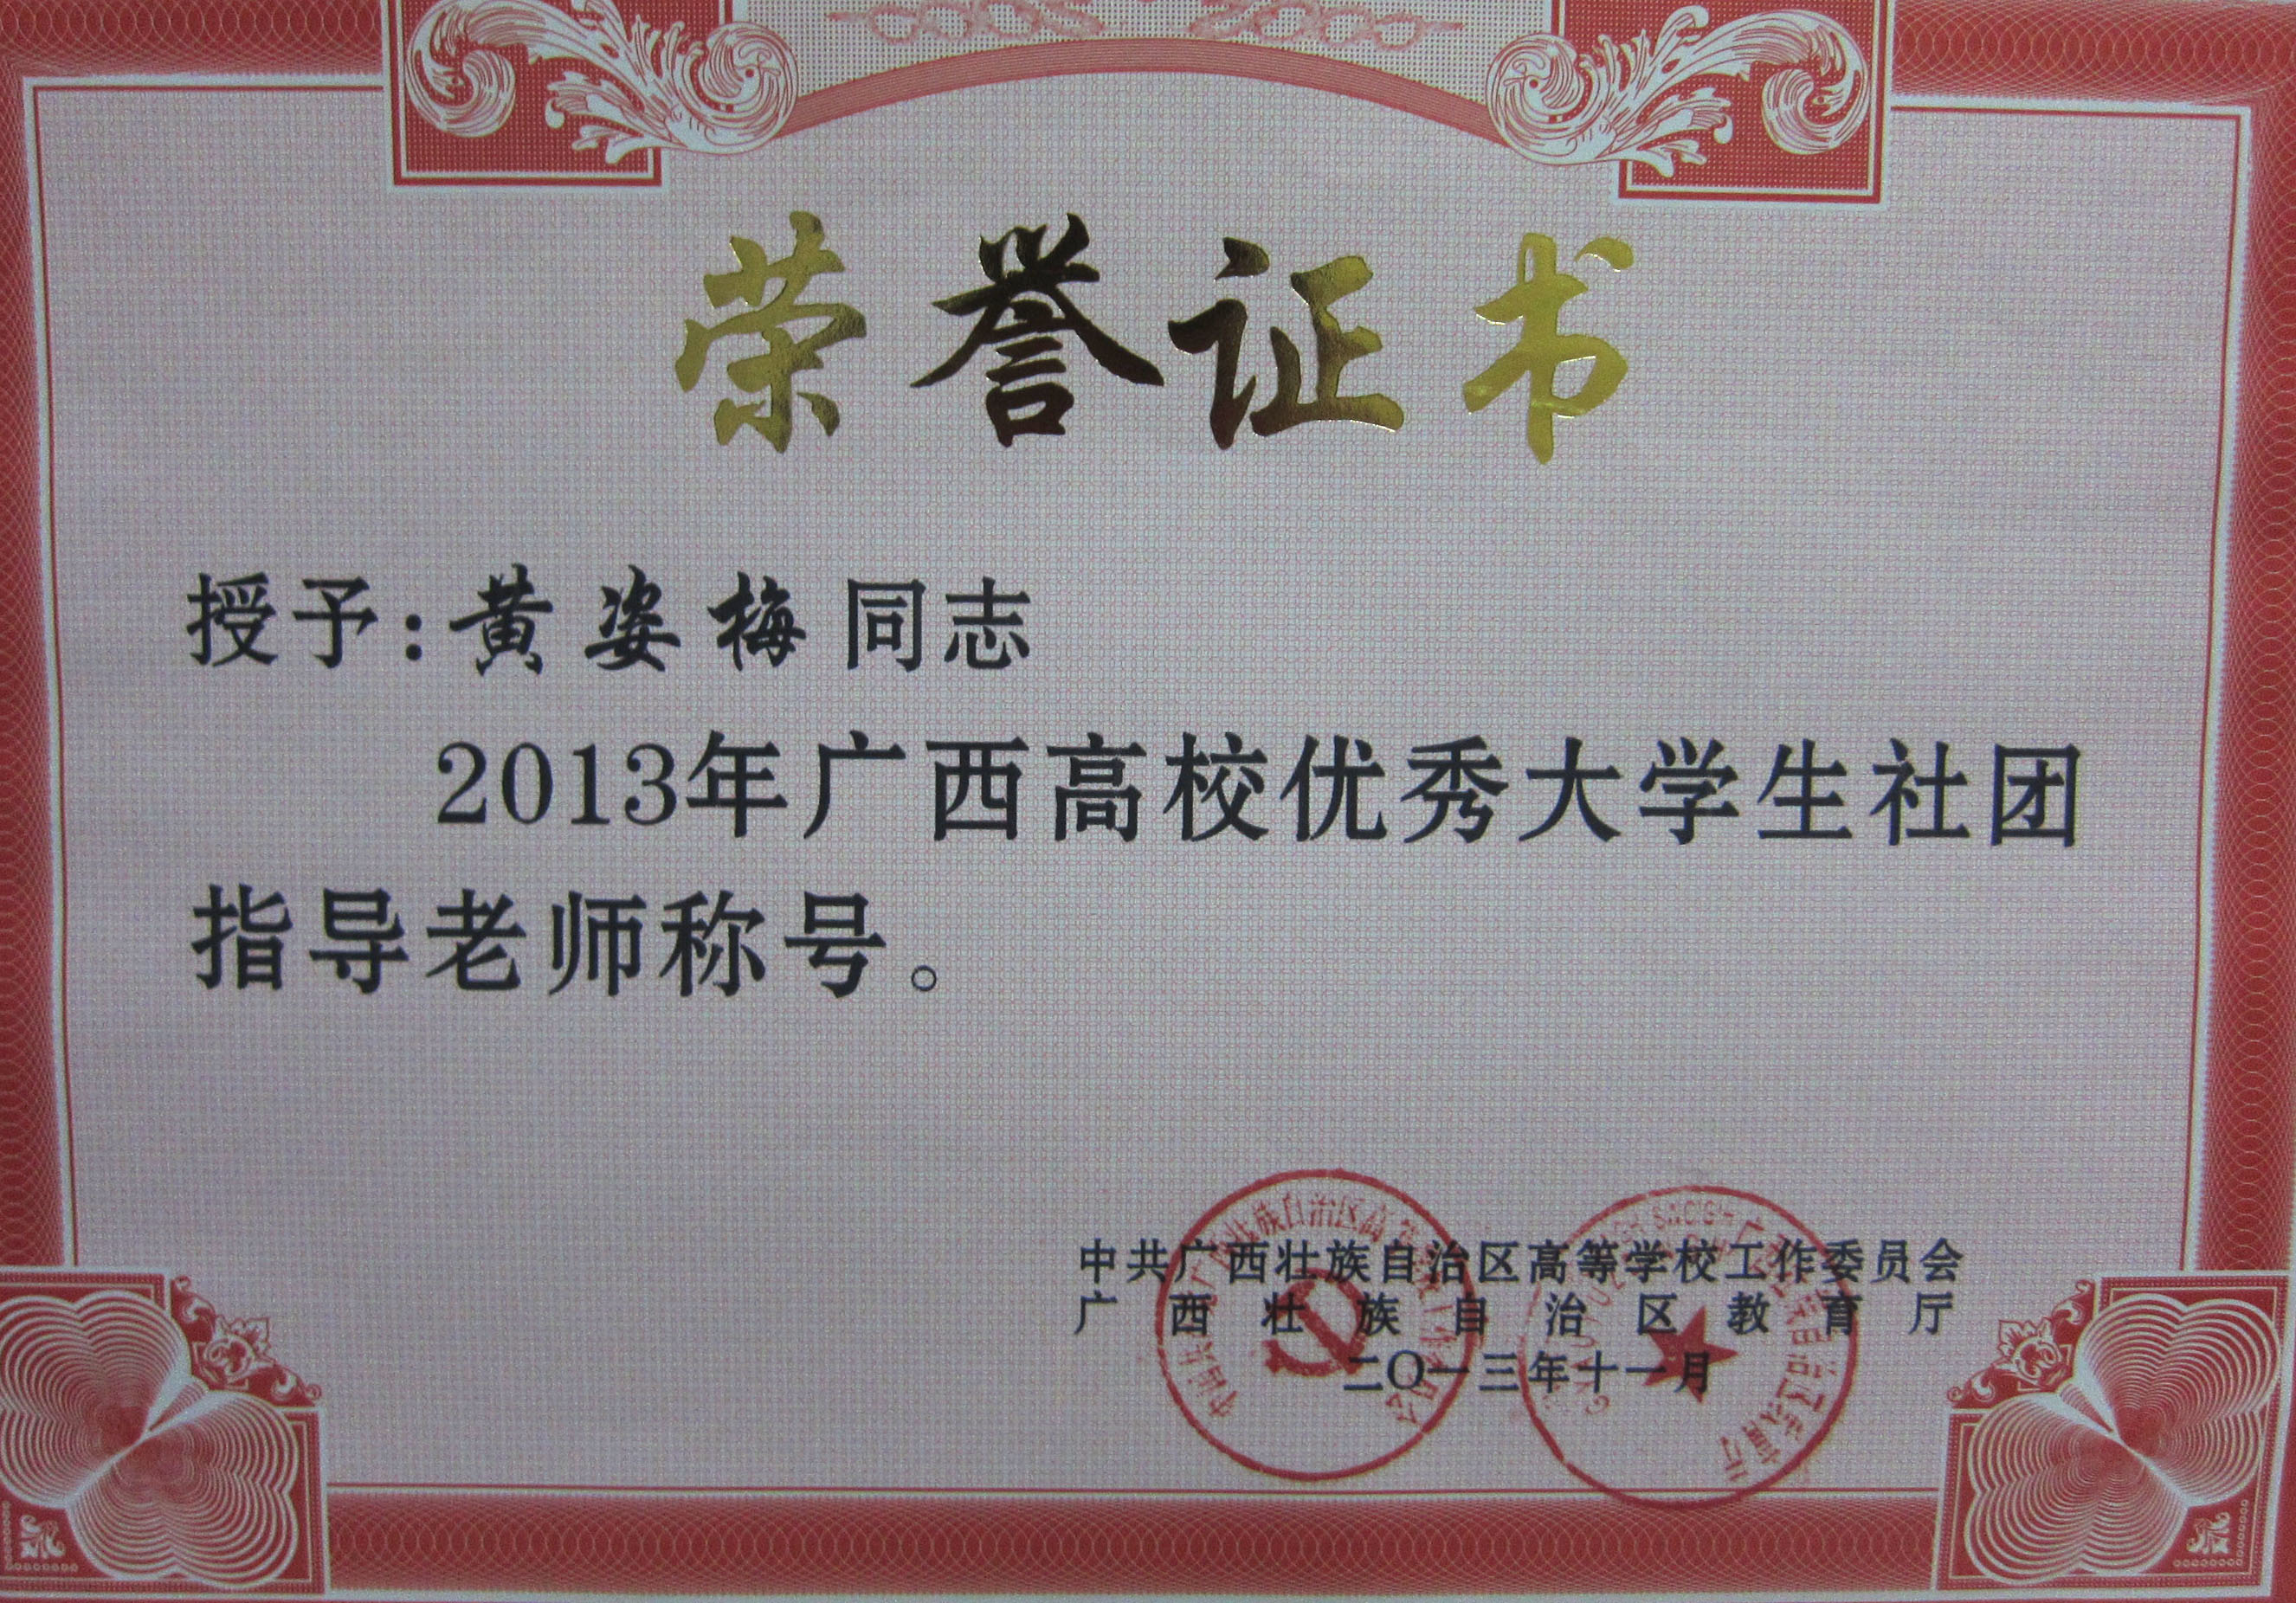 荣誉证书
授予:黄姿梅同志
2013年广西高校优秀大学生社团
指导老师称号。
中共广西壮族自治区高等学校工作委员会
广西壮族自治区教育厅
二〇一三年十一月